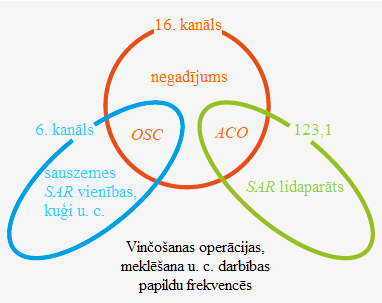 16. kanāls
negadījums
6. kanāls
OSC
ACO
123,1
sauszemes
SAR vienības,
kuģi u. c.
SAR lidaparāts
Vinčošanas operācijas,
meklēšana u. c. darbības
papildu frekvencēs